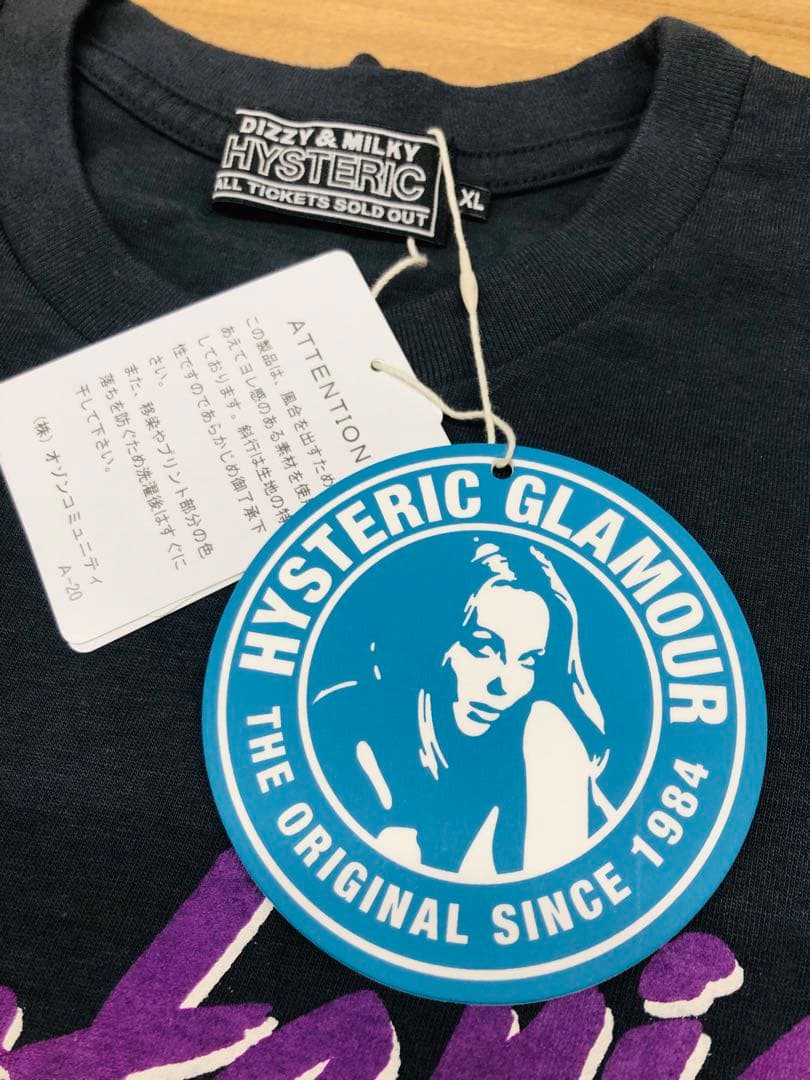 DIZZY & MILKY
HYSTERIC
ALL TICKETS SOLD OUT
XL
ATTENTION
この製品は、風合を出すため
あえてヨレ感のある素材を使用
しております。斜行は生地の特
性ですのであらかじめ御了承下
さい。
また、移染やプリント部分の色
落ちを防ぐため洗濯後はすぐに
干して下さい。
(株)オゾンコミュニティ
A-20
HYSTERIC GLAMOUR
THE ORIGINAL SINCE 1984